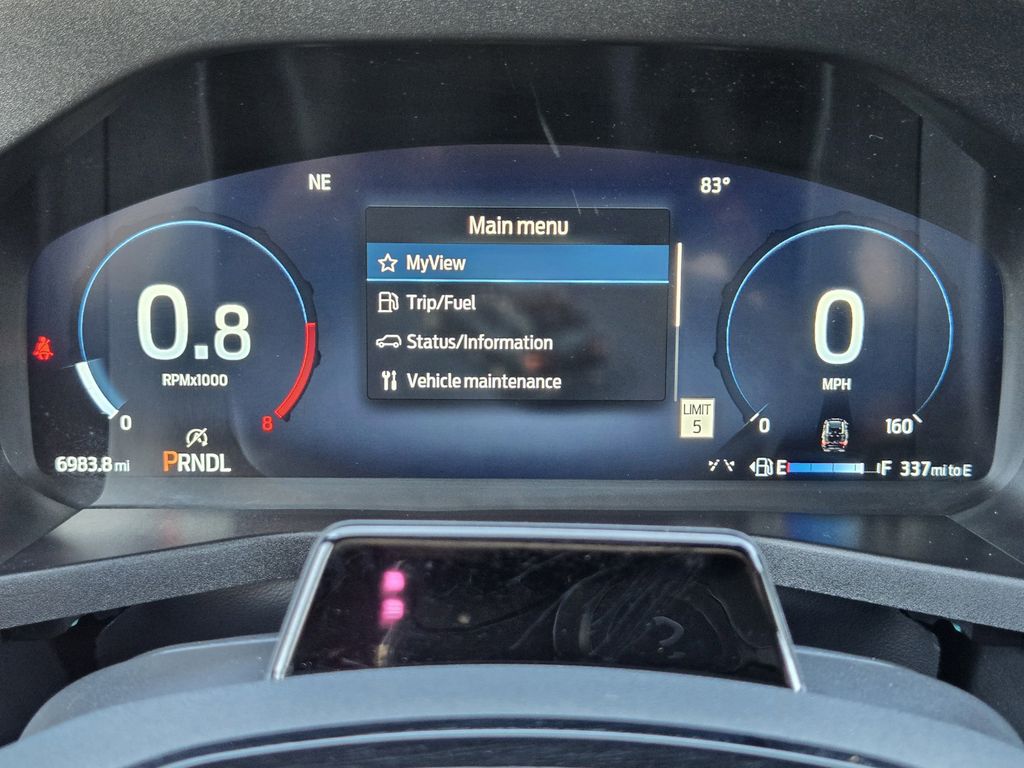 NE
83°
Main menu
MyView
Trip/Fuel
Status/Information
Vehicle maintenance
0.8
RPMx1000
0
8
0
MPH
0
160
LIMIT
5
6983.8 mi
PRNDL
E
F
337 mi to E